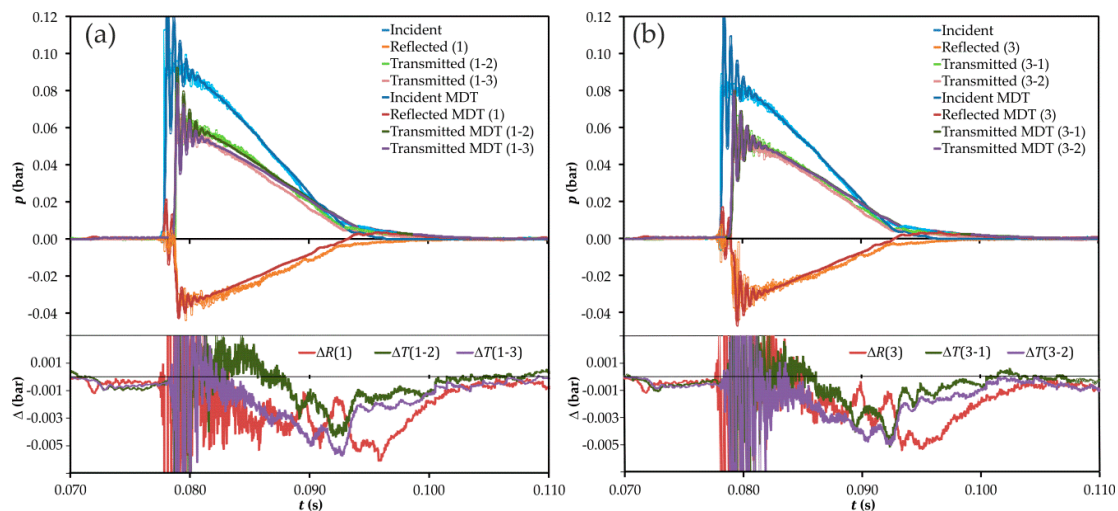 (a)
0.12
0.10
0.08
0.06
0.04
0.02
0.00
-0.02
-0.04
p (bar)
Incident
Reflected (1)
Transmitted (1-2)
Transmitted (1-3)
Incident MDT
Reflected MDT (1)
Transmitted MDT (1-2)
Transmitted MDT (1-3)
ΔR(1) ΔT(1-2) ΔT(1-3)
0.001
-0.001
-0.003
-0.005
Δ (bar)
0.070 0.080 0.090 0.100 0.110
t (s)
(b)
0.12
0.10
0.08
0.06
0.04
0.02
0.00
-0.02
-0.04
p (bar)
Incident
Reflected (3)
Transmitted (3-1)
Transmitted (3-2)
Incident MDT
Reflected MDT (3)
Transmitted MDT (3-1)
Transmitted MDT (3-2)
ΔR(3) ΔT(3-1) ΔT(3-2)
0.001
-0.001
-0.003
-0.005
Δ (bar)
0.070 0.080 0.090 0.100 0.110
t (s)